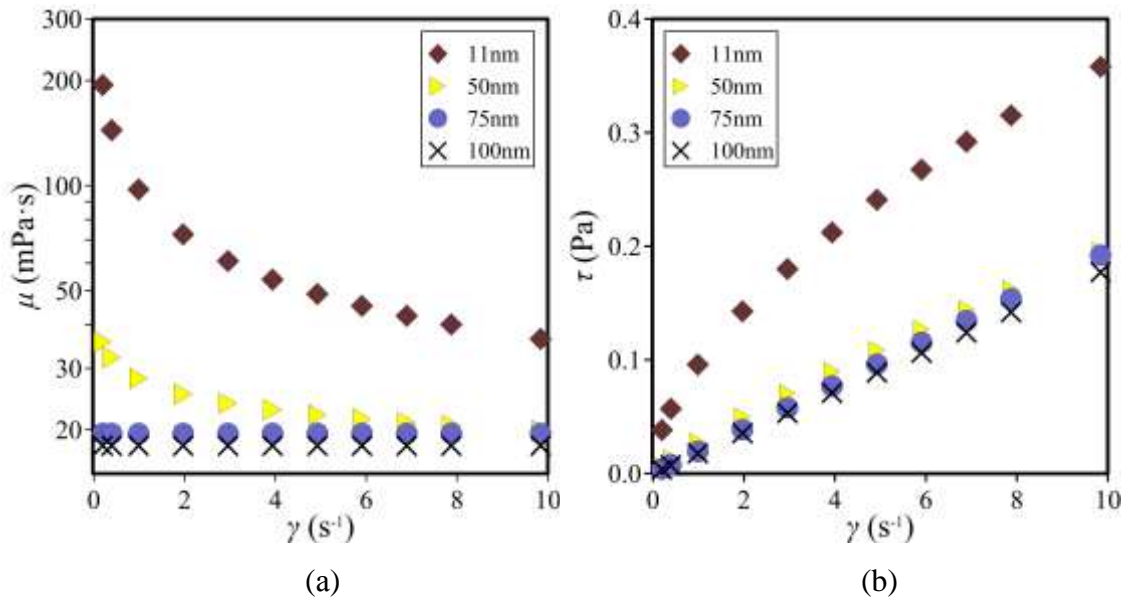 300
200
100
50
30
20
0 2 4 6 8 10
μ (mPa·s)
γ (s⁻¹)
11nm
50nm
75nm
100nm
(a)
0.4
0.3
0.2
0.1
0.0
0 2 4 6 8 10
τ (Pa)
γ (s⁻¹)
11nm
50nm
75nm
100nm
(b)